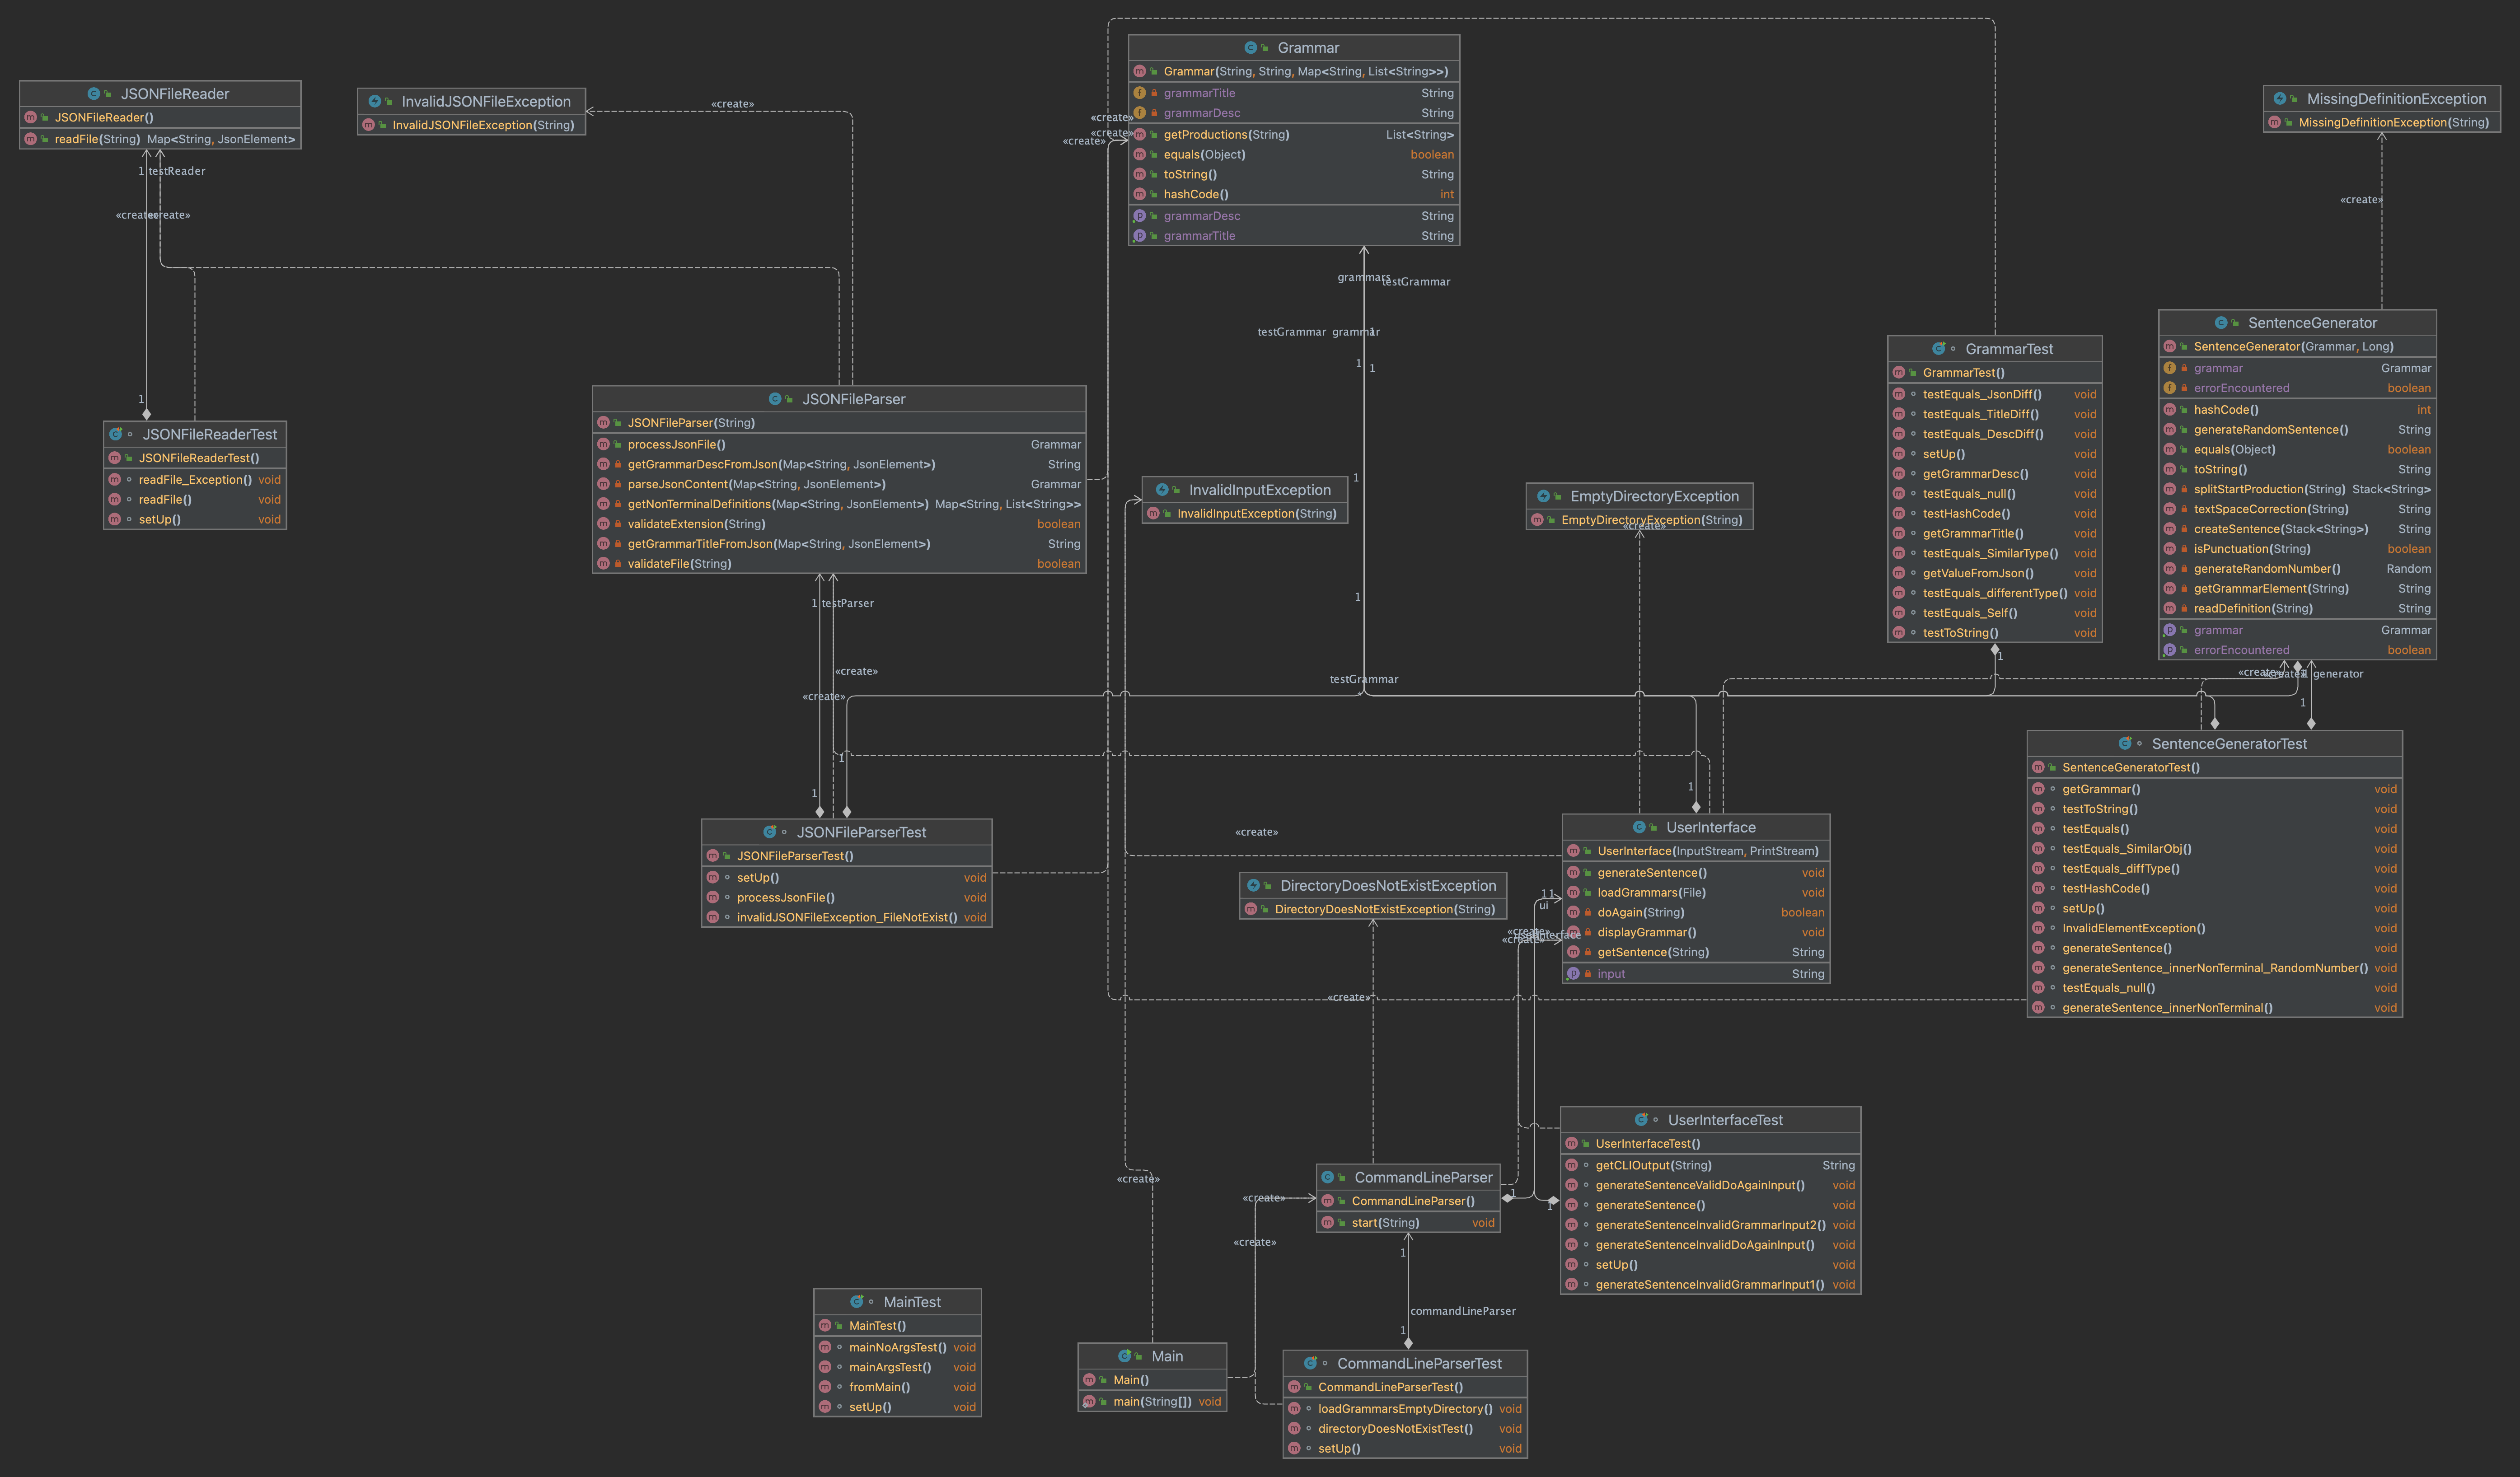 Grammar
Grammar(String, String, Map<String, List<String>>)
grammarTitle String
grammarDesc String
getProductions(String) List<String>
equals(Object) boolean
toString() String
hashCode() int
grammarDesc String
grammarTitle String
JSONFileReader
JSONFileReader()
readFile(String) Map<String, JsonElement>
InvalidJSONFileException
InvalidJSONFileException(String)
«create»
«create»
«create»
«create»
MissingDefinitionException
MissingDefinitionException(String)
1 testReader
«create»
«create»
1
«create»
grammars
testGrammar
testGrammar grammar
1
1
1
1
1
testGrammar
JSONFileReaderTest
JSONFileReaderTest()
readFile_Exception() void
readFile() void
setUp() void
JSONFileParser
JSONFileParser(String)
processJsonFile() Grammar
getGrammarDescFromJson(Map<String, JsonElement>) String
parseJsonContent(Map<String, JsonElement>) Grammar
getNonTerminalDefinitions(Map<String, JsonElement>) Map<String, List<String>>
validateExtension(String) boolean
getGrammarTitleFromJson(Map<String, JsonElement>) String
validateFile(String) boolean
InvalidInputException
InvalidInputException(String)
EmptyDirectoryException
EmptyDirectoryException(String)
«create»
GrammarTest
GrammarTest()
testEquals_JsonDiff() void
testEquals_TitleDiff() void
testEquals_DescDiff() void
setUp() void
getGrammarDesc() void
testEquals_null() void
testHashCode() void
getGrammarTitle() void
testEquals_SimilarType() void
getValueFromJson() void
testEquals_differentType() void
testEquals_Self() void
testToString() void
1
SentenceGenerator
SentenceGenerator(Grammar, Long)
grammar Grammar
errorEncountered boolean
hashCode() int
generateRandomSentence() String
equals(Object) boolean
toString() String
splitStartProduction(String) Stack<String>
textSpaceCorrection(String) String
createSentence(Stack<String>) String
isPunctuation(String) boolean
generateRandomNumber() Random
getGrammarElement(String) String
readDefinition(String) String
grammar Grammar
errorEncountered boolean
«create»
«create»
1 generator
1
1 testParser
«create»
«create»
1
1
JSONFileParserTest
JSONFileParserTest()
setUp() void
processJsonFile() void
invalidJSONFileException_FileNotExist() void
SentenceGeneratorTest
SentenceGeneratorTest()
getGrammar() void
testToString() void
testEquals() void
testEquals_SimilarObj() void
testEquals_diffType() void
testHashCode() void
setUp() void
InvalidElementException() void
generateSentence() void
generateSentence_innerNonTerminal_RandomNumber() void
testEquals_null() void
generateSentence_innerNonTerminal() void
1
«create»
UserInterface
UserInterface(InputStream, PrintStream)
generateSentence() void
loadGrammars(File) void
doAgain(String) boolean
displayGrammar() void
getSentence(String) String
input String
DirectoryDoesNotExistException
DirectoryDoesNotExistException(String)
1
1
ui
«create»
«create»
userInterface
«create»
UserInterfaceTest
UserInterfaceTest()
getCLIOutput(String) String
generateSentenceValidDoAgainInput() void
generateSentence() void
generateSentenceInvalidGrammarInput2() void
generateSentenceInvalidDoAgainInput() void
setUp() void
generateSentenceInvalidGrammarInput1() void
CommandLineParser
CommandLineParser()
start(String) void
1
1
«create»
«create»
«create»
1
commandLineParser
1
MainTest
MainTest()
mainNoArgsTest() void
mainArgsTest() void
fromMain() void
setUp() void
Main
Main()
main(String[]) void
CommandLineParserTest
CommandLineParserTest()
loadGrammarsEmptyDirectory() void
directoryDoesNotExistTest() void
setUp() void